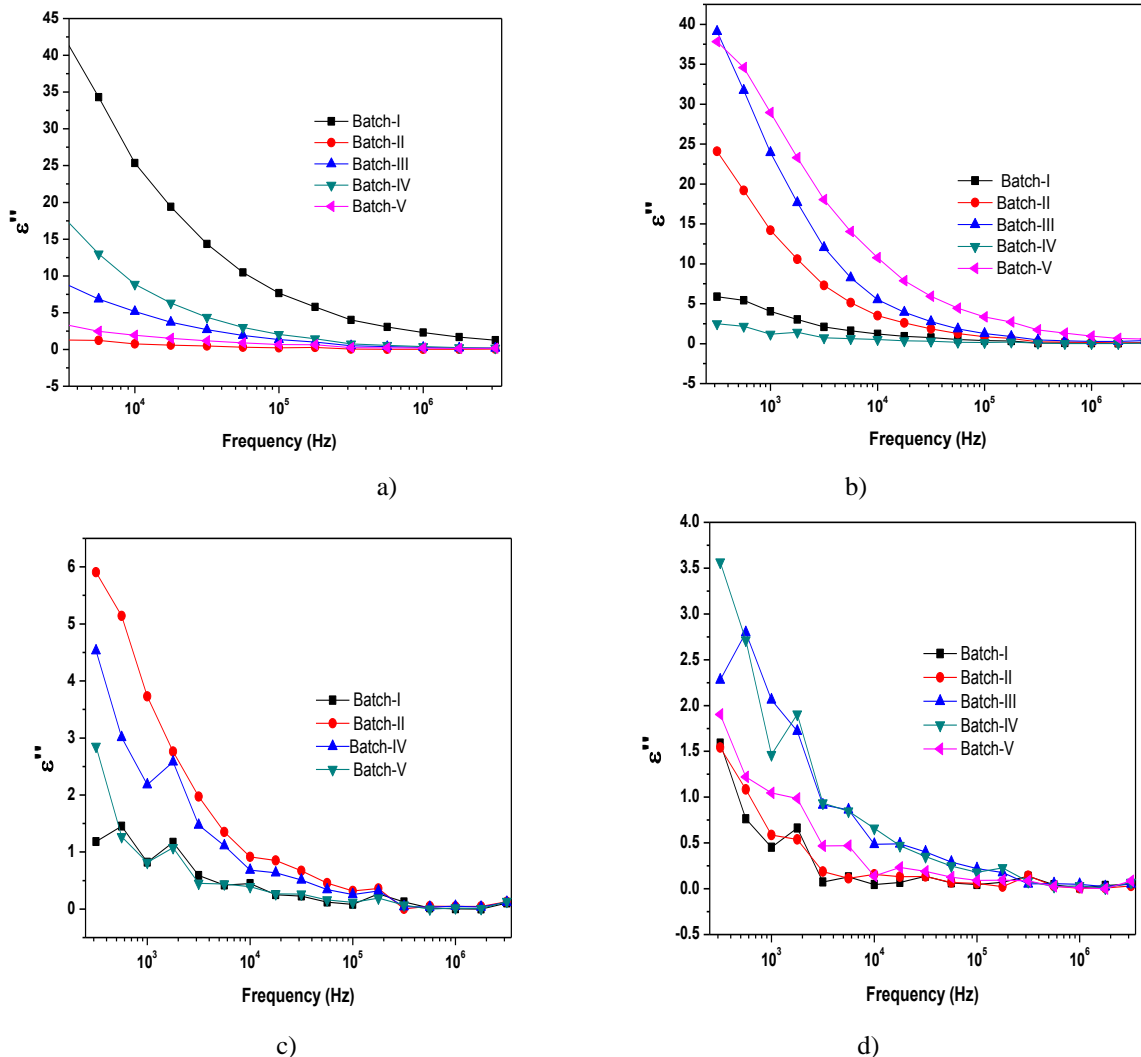 45
40
35
30
25
20
15
10
5
0
-5
ε"
Batch-I
Batch-II
Batch-III
Batch-IV
Batch-V
10^4
10^5
10^6
Frequency (Hz)
a)
40
35
30
25
20
15
10
5
0
-5
ε"
Batch-I
Batch-II
Batch-III
Batch-IV
Batch-V
10^3
10^4
10^5
10^6
Frequency (Hz)
b)
6
5
4
3
2
1
0
ε"
Batch-I
Batch-II
Batch-IV
Batch-V
10^3
10^4
10^5
10^6
Frequency (Hz)
c)
4.0
3.5
3.0
2.5
2.0
1.5
1.0
0.5
0.0
-0.5
ε"
Batch-I
Batch-II
Batch-III
Batch-IV
Batch-V
10^3
10^4
10^5
10^6
Frequency (Hz)
d)